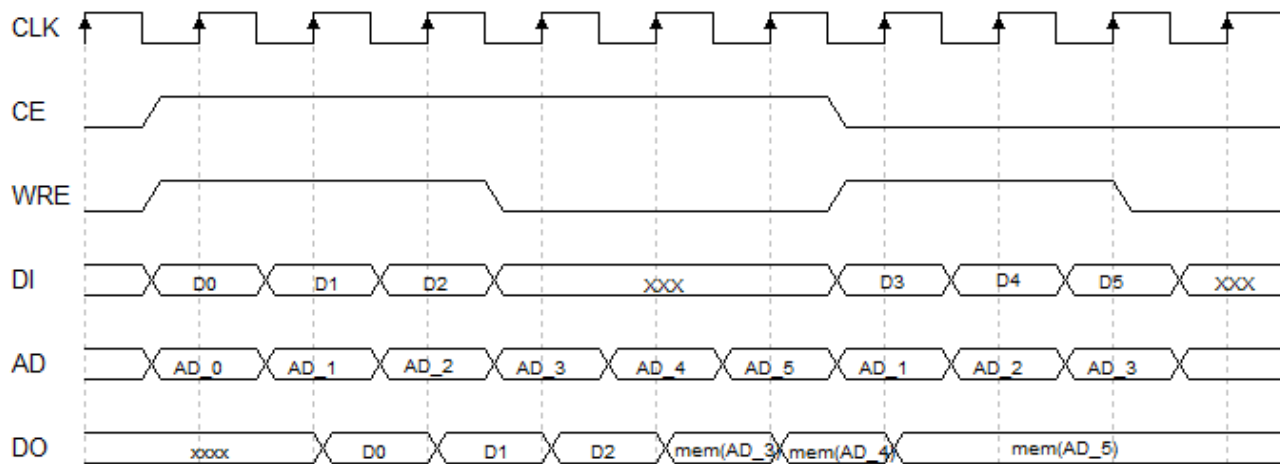 CLK
CE
WRE
DI D0 D1 D2 XXX D3 D4 D5 XXX
AD AD_0 AD_1 AD_2 AD_3 AD_4 AD_5 AD_1 AD_2 AD_3
DO xxxx D0 D1 D2 mem(AD_3) mem(AD_4) mem(AD_5)